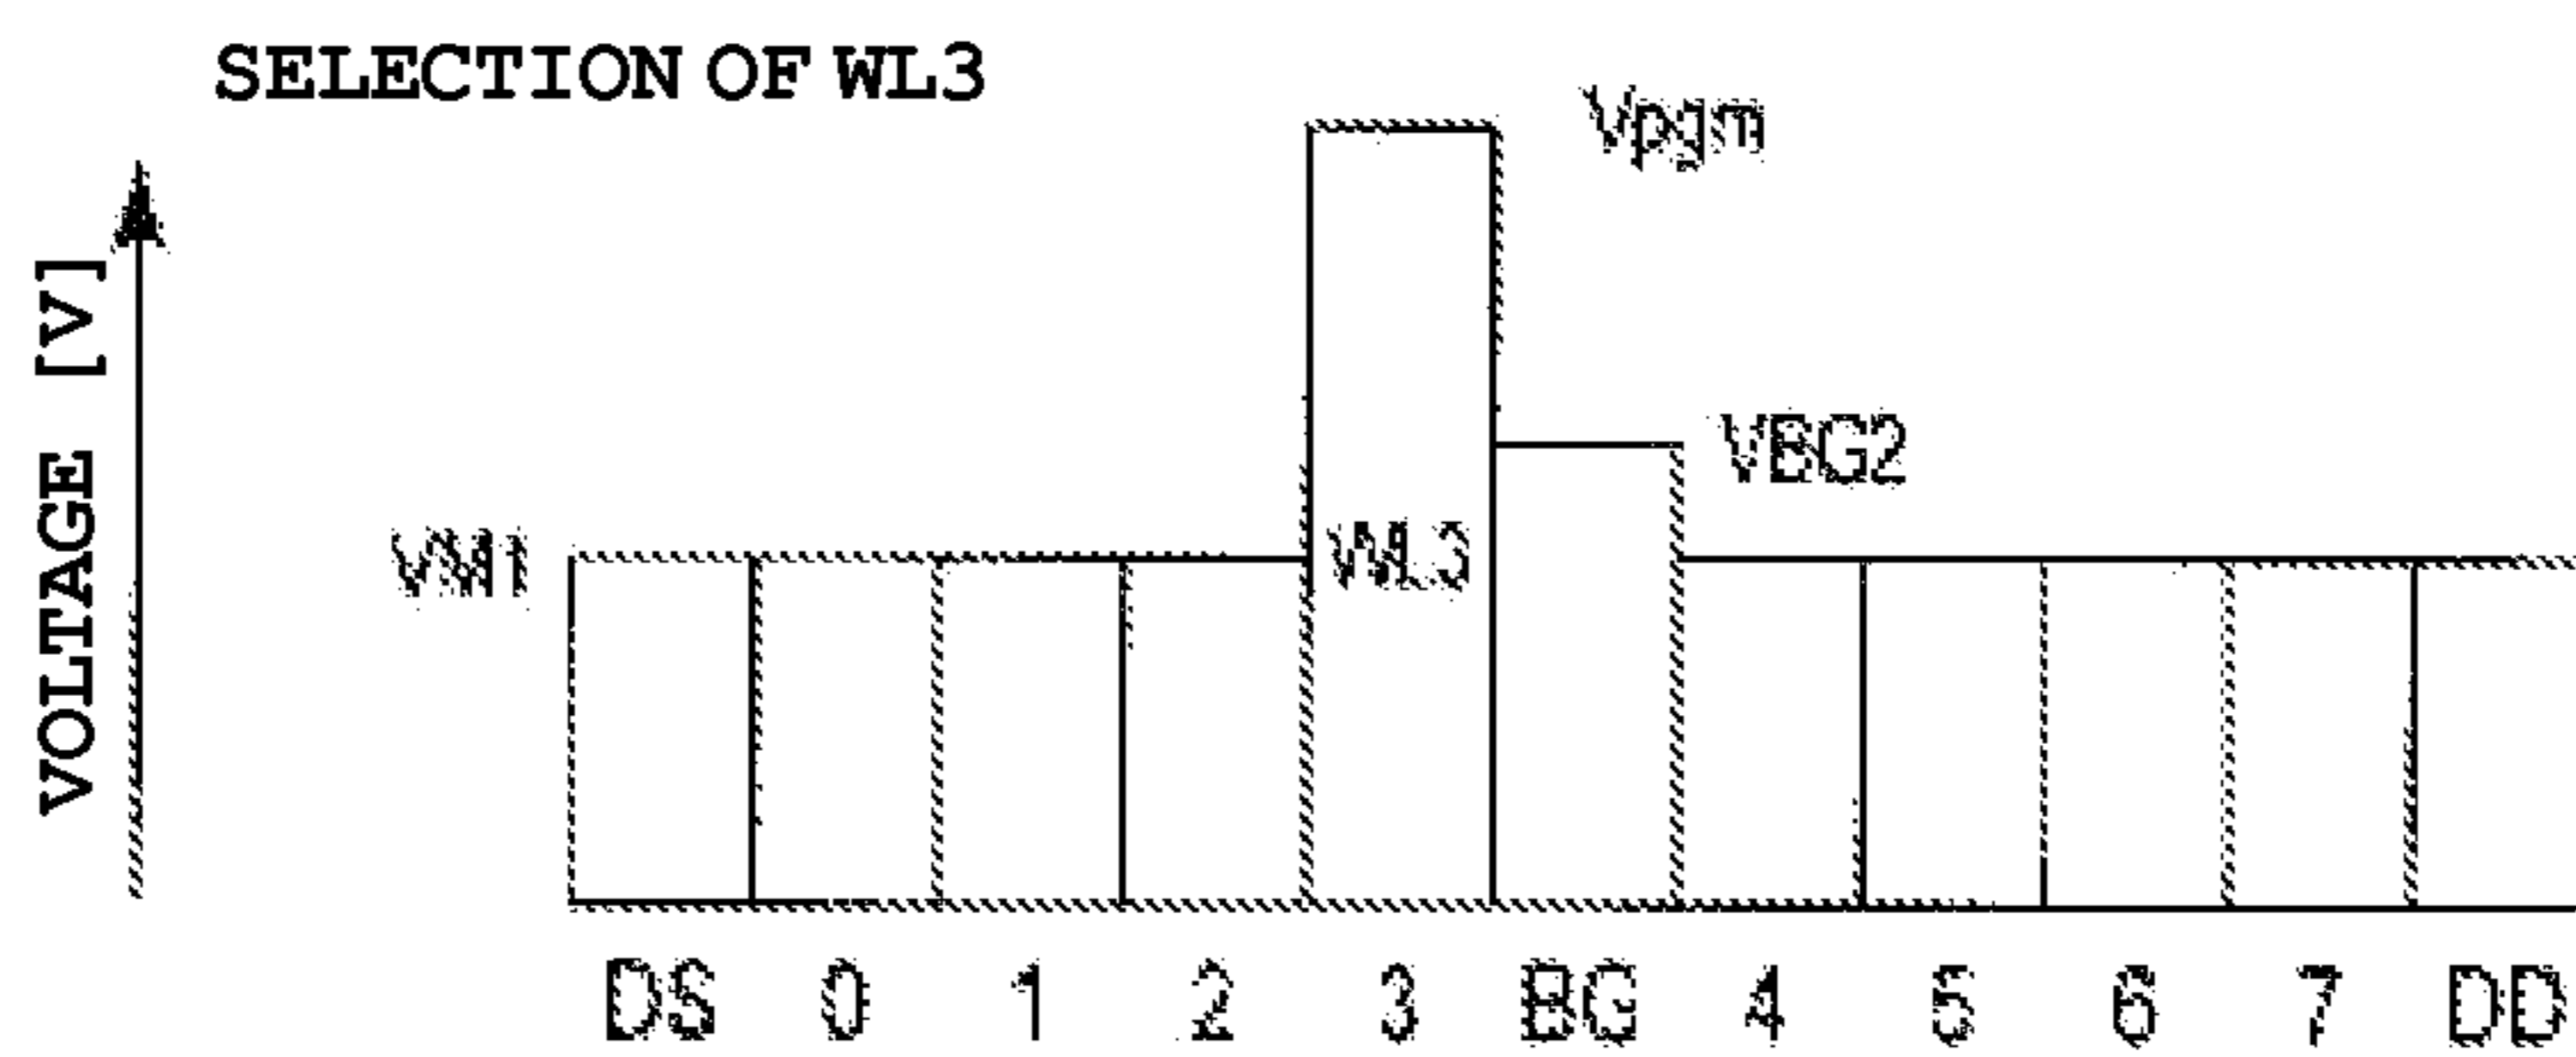 SELECTION OF WL3
Vpgm
VOLTAGE [V]
VBG2
VM1
WL3
DS 0 1 2 3 BG 4 5 6 7 DD